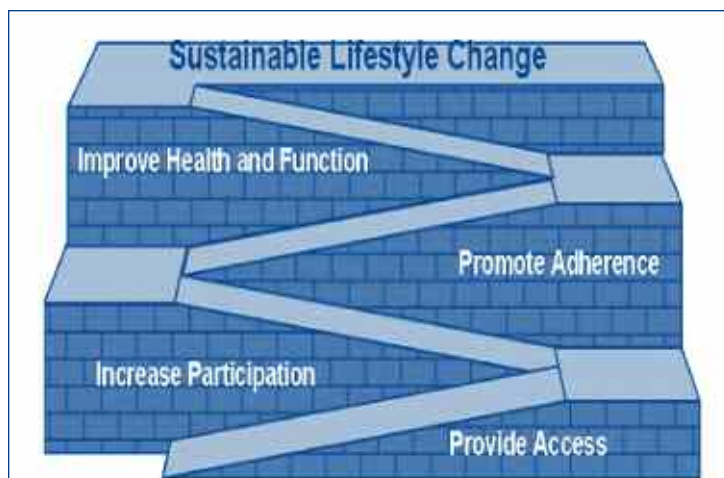 Sustainable Lifestyle Change
Improve Health and Function
Promote Adherence
Increase Participation
Provide Access